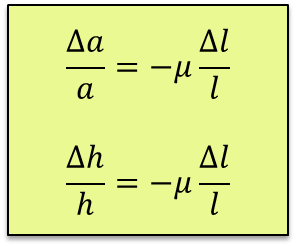 Δa/a = −μ Δl/l
Δh/h = −μ Δl/l